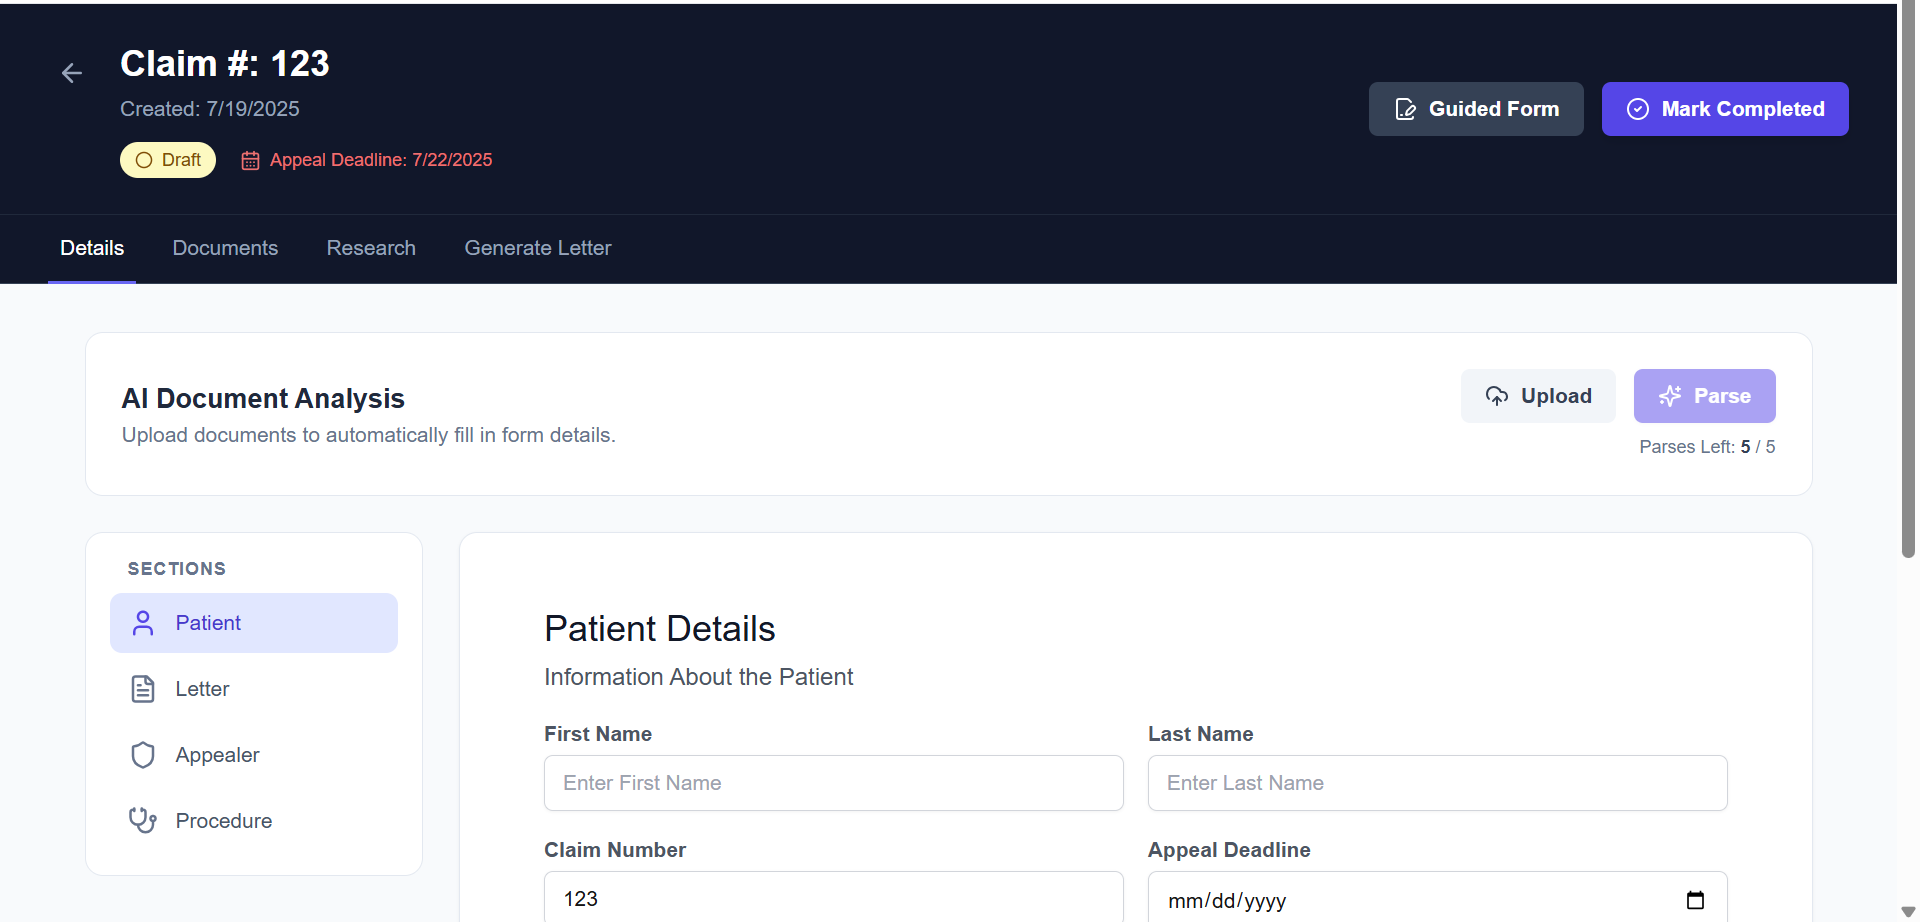 Claim #: 123
Created: 7/19/2025
Draft
Appeal Deadline: 7/22/2025
Guided Form
Mark Completed
Details
Documents
Research
Generate Letter
AI Document Analysis
Upload documents to automatically fill in form details.
Upload
Parse
Parses Left: 5 / 5
SECTIONS
Patient
Letter
Appealer
Procedure
Patient Details
Information About the Patient
First Name
Last Name
Enter First Name
Enter Last Name
Claim Number
Appeal Deadline
123
mm/dd/yyyy